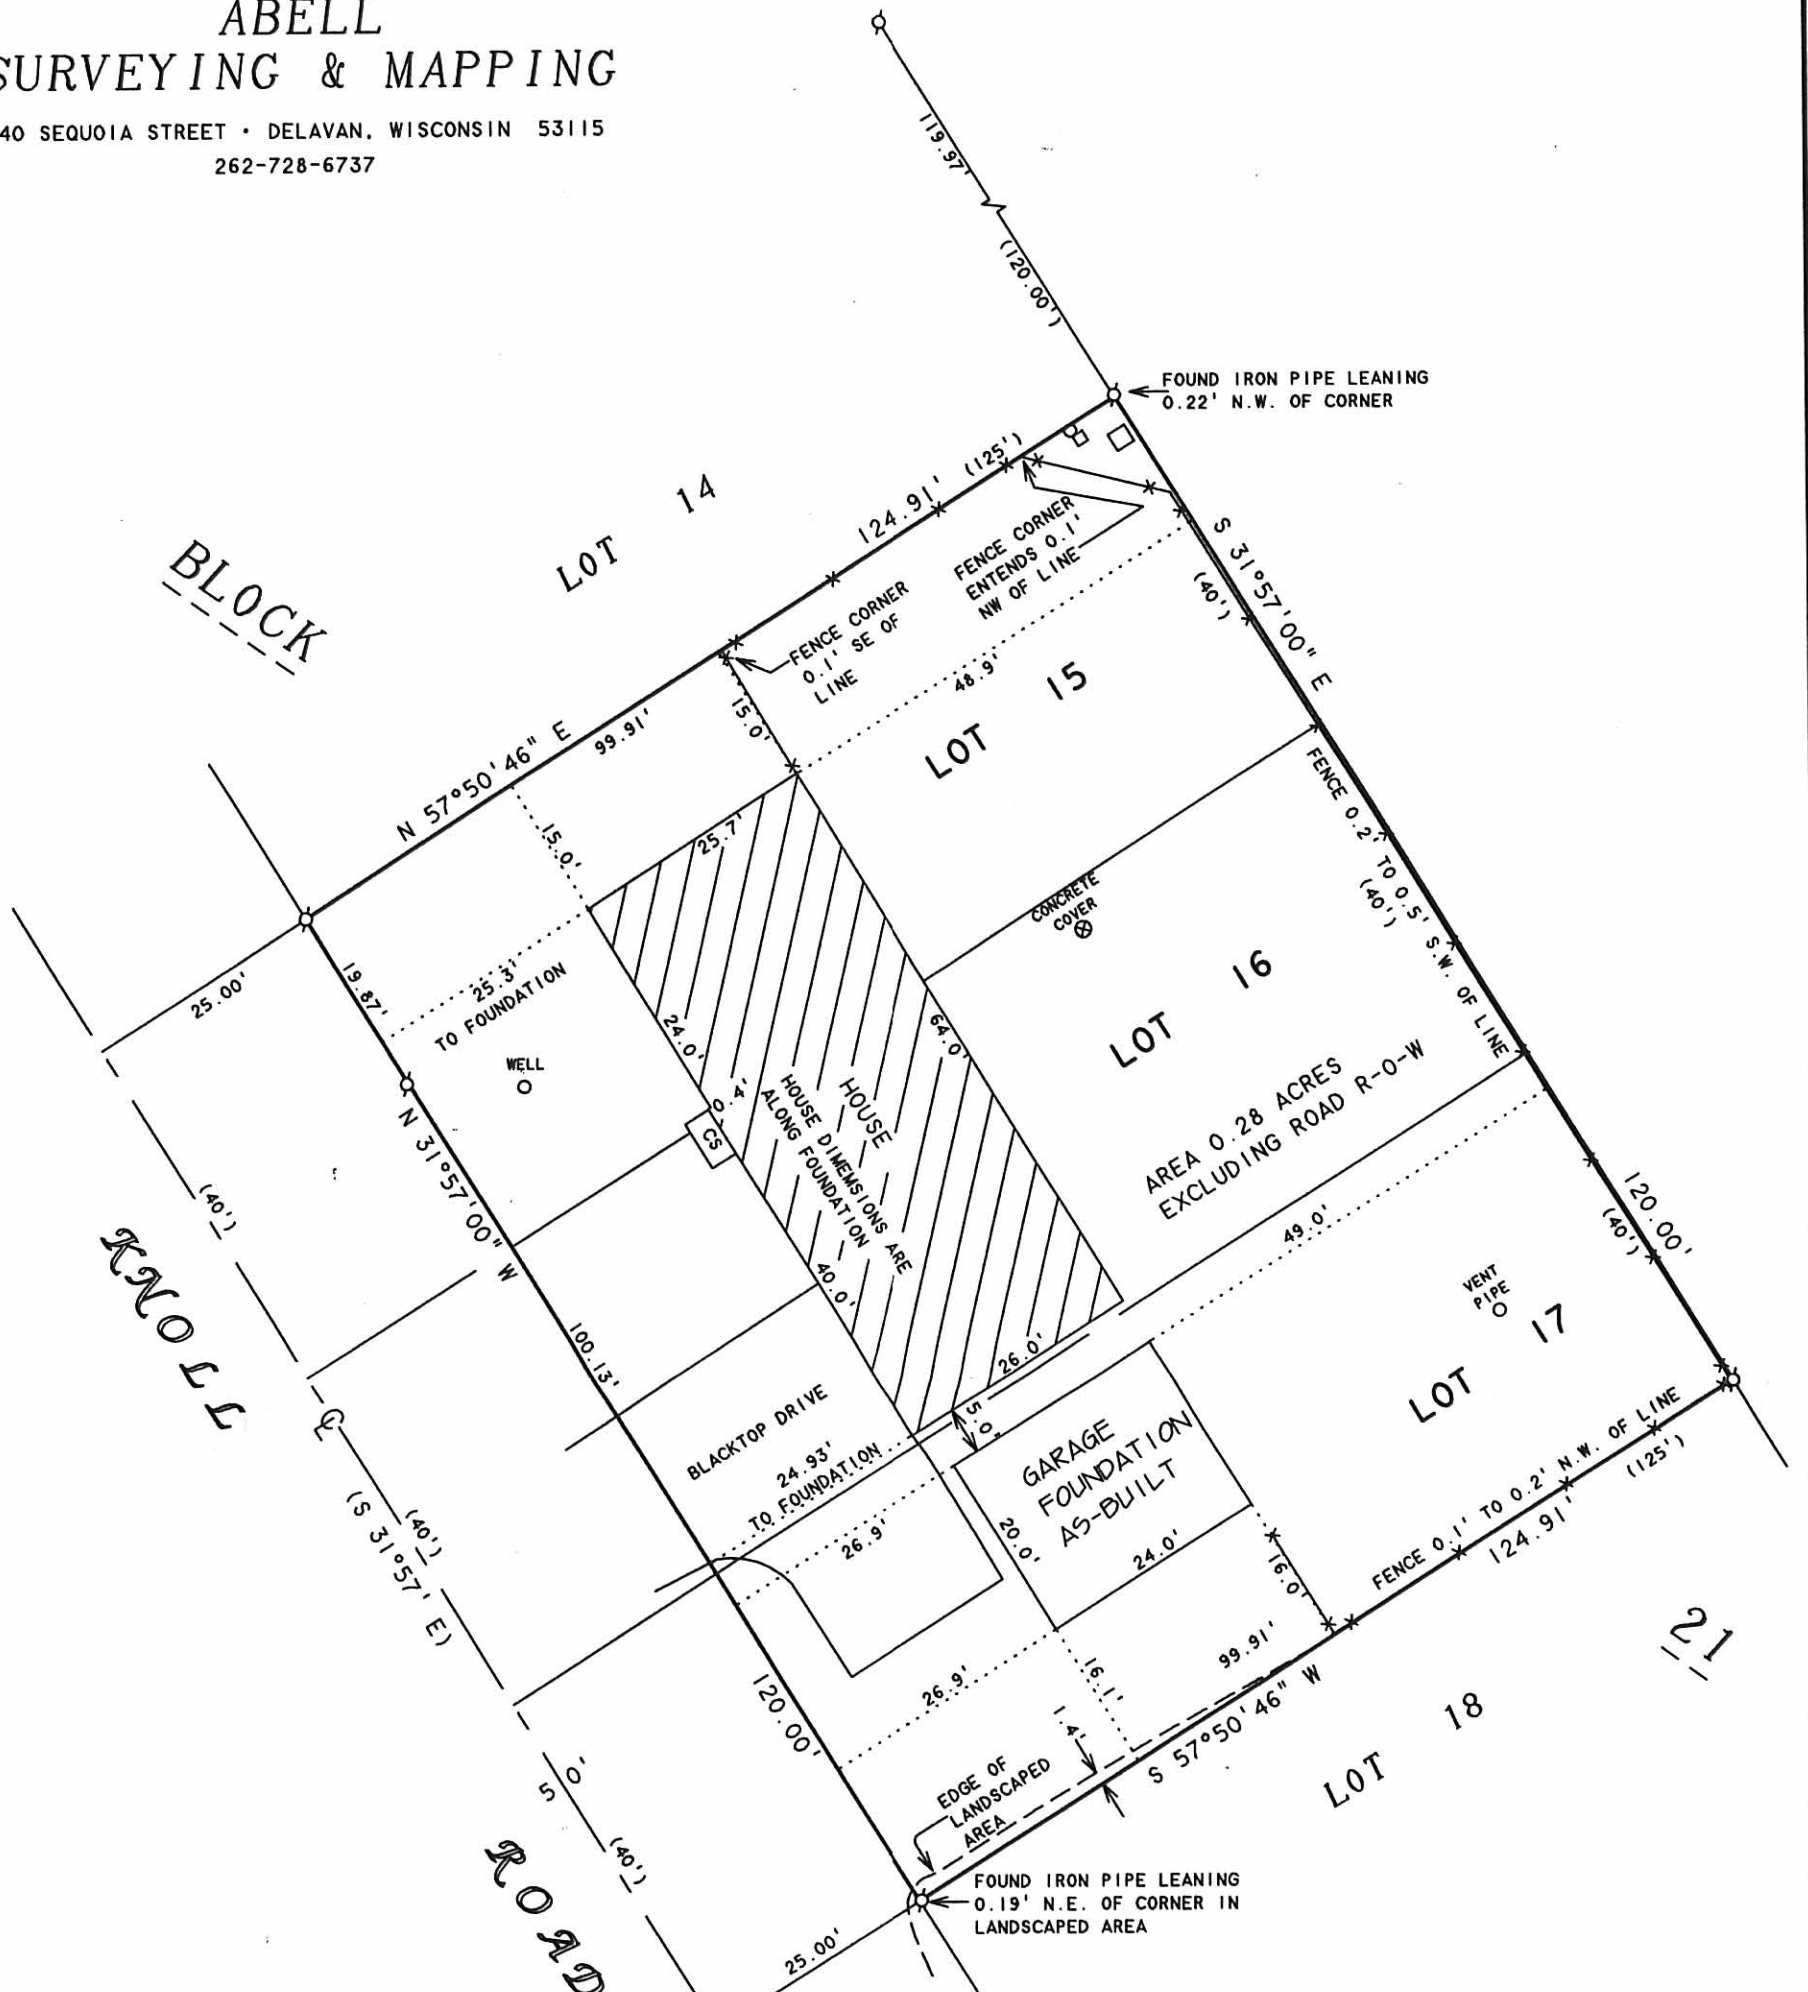 ABELL
SURVEYING & MAPPING
40 SEQUOIA STREET • DELAVAN, WISCONSIN 53115
262-728-6737
119.97'
(120.00')
FOUND IRON PIPE LEANING
0.22' N.W. OF CORNER
BLOCK
LOT 14
124.91' (125')
N 57°50'46" E
99.91'
FENCE CORNER
0.1' SE OF
LINE
FENCE CORNER
ENTENDS 0.1'
NW OF LINE
S 31°57'00" E
(40')
15.0'
48.9'
LOT 15
15.0'
25.7'
25.00'
19.87'
25.3'
TO FOUNDATION
WELL
24.0'
64.0'
CONCRETE
COVER
FENCE 0.2' TO 0.5' S.W. OF LINE
(40')
LOT 16
AREA 0.28 ACRES
EXCLUDING ROAD R-O-W
N 31°57'00" W
0.4'
CS
HOUSE
HOUSE DIMEMSIONS ARE
ALONG FOUNDATION
40.0'
26.0'
49.0'
120.00'
(40')
VENT
PIPE
LOT 17
KNOLL
(40')
CL
100.13'
BLACKTOP DRIVE
24.93'
TO FOUNDATION
5.0'
GARAGE
FOUNDATION
AS-BUILT
20.0'
24.0'
16.0'
26.9'
(S 31°57' E)
(40')
FENCE 0.1' TO 0.2' N.W. OF LINE
124.91'
(125')
21
120.00'
26.9'
16.1'
1.4'
99.91'
S 57°50'46" W
LOT 18
50'
(40')
ROAD
EDGE OF
LANDSCAPED
AREA
FOUND IRON PIPE LEANING
0.19' N.E. OF CORNER IN
LANDSCAPED AREA
25.00'